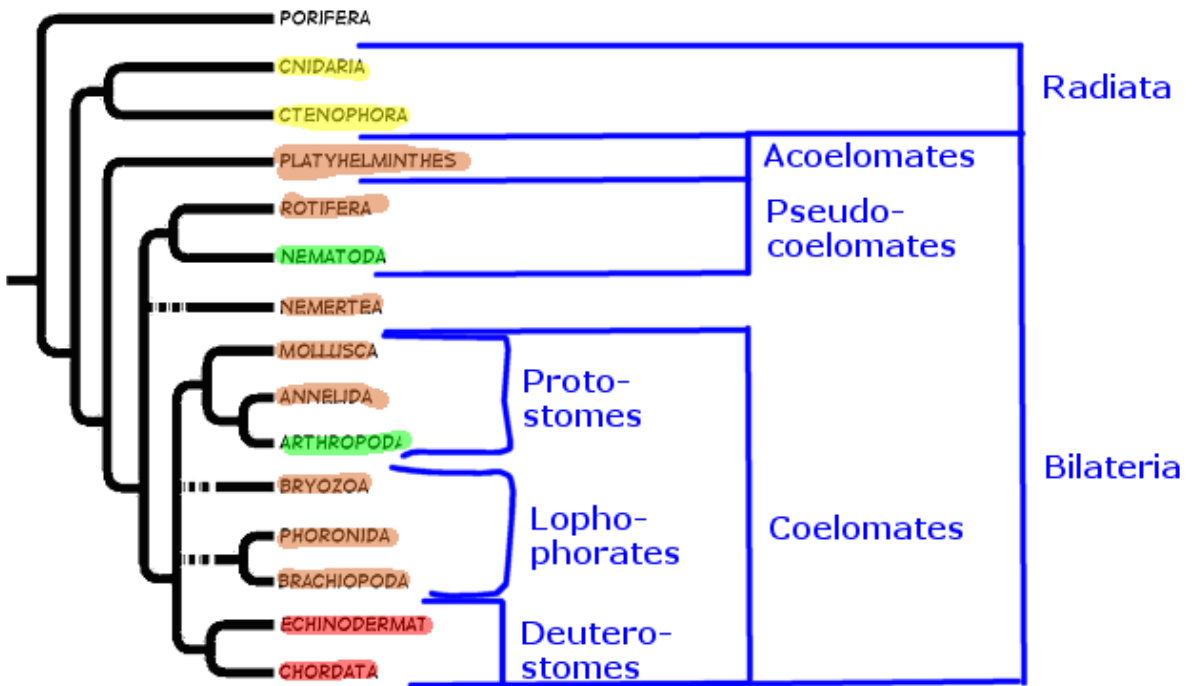 PORIFERA
CNIDARIA
CTENOPHORA
Radiata
PLATYHELMINTHES
Acoelomates
ROTIFERA
NEMATODA
Pseudo-
coelomates
NEMERTEA
MOLLUSCA
ANNELIDA
ARTHROPODA
Proto-
stomes
BRYOZOA
PHORONIDA
BRACHIOPODA
Lopho-
phorates
Coelomates
Bilateria
ECHINODERMAT
CHORDATA
Deutero-
stomes